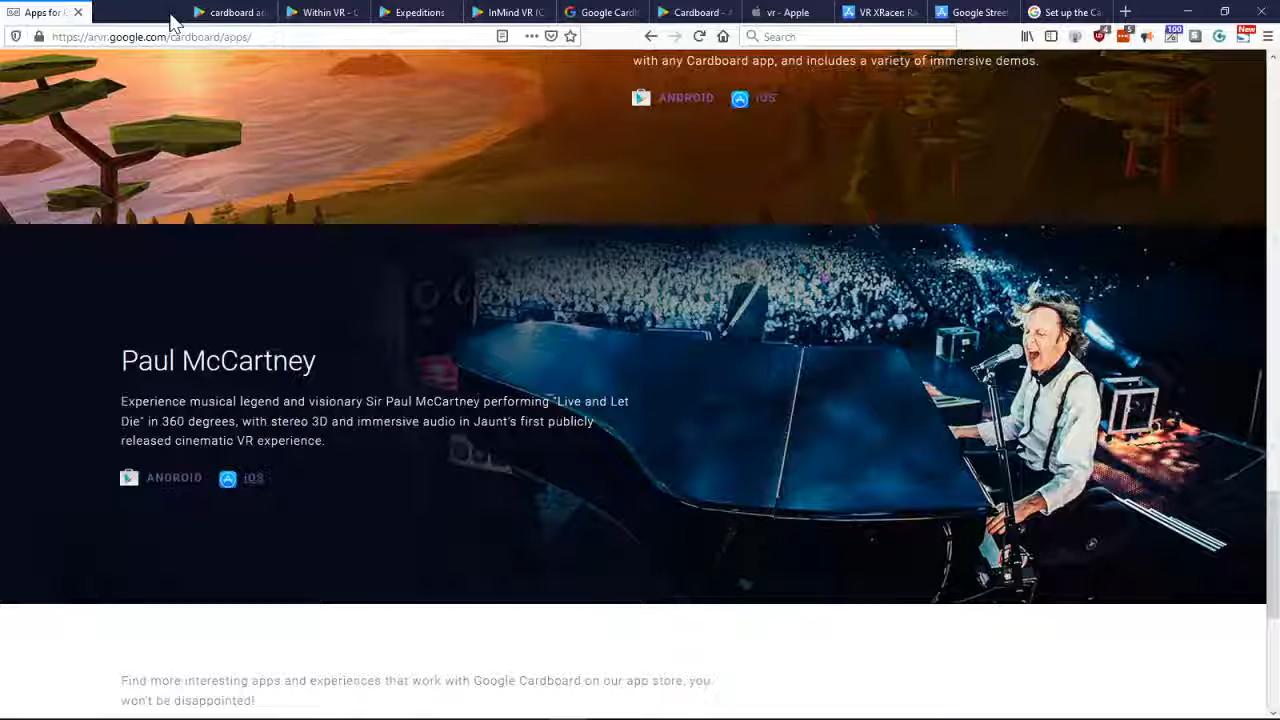 Apps for
cardboard a
Within VR - C
Expedition
InMind VR (C
Google Card
Cardboard - A
vr - Apple
VR XRacer: R
Google Stree
Set up the Ca
https://arvr.google.com/cardboard/apps/
Search
100
New
with any Cardboard app, and includes a variety of immersive demos.
ANDROID iOS
Paul McCartney
Experience musical legend and visionary Sir Paul McCartney performing "Live and Let
Die" in 360 degrees, with stereo 3D and immersive audio in Jaunt's first publicly
released cinematic VR experience.
ANDROID iOS
Find more interesting apps and experiences that work with Google Cardboard on our app store, you
won't be disappointed!